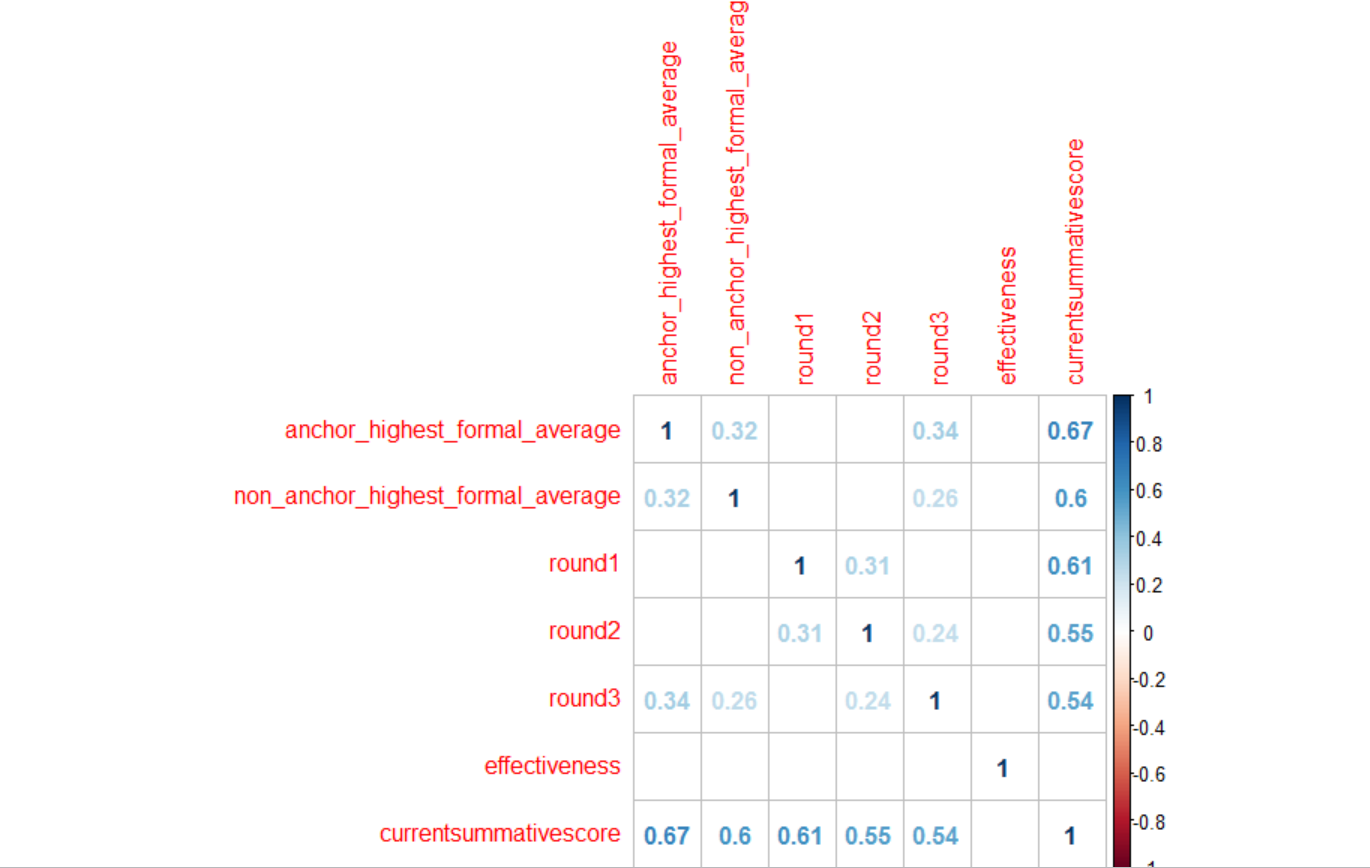 anchor_highest_formal_average
non_anchor_highest_formal_averag
round1
round2
round3
effectiveness
currentsummativescore
anchor_highest_formal_average 1 0.32 0.34 0.67
non_anchor_highest_formal_average 0.32 1 0.26 0.6
round1 1 0.31 0.61
round2 0.31 1 0.24 0.55
round3 0.34 0.26 0.24 1 0.54
effectiveness 1
currentsummativescore 0.67 0.6 0.61 0.55 0.54 1
1
0.8
0.6
0.4
0.2
0
-0.2
-0.4
-0.6
-0.8